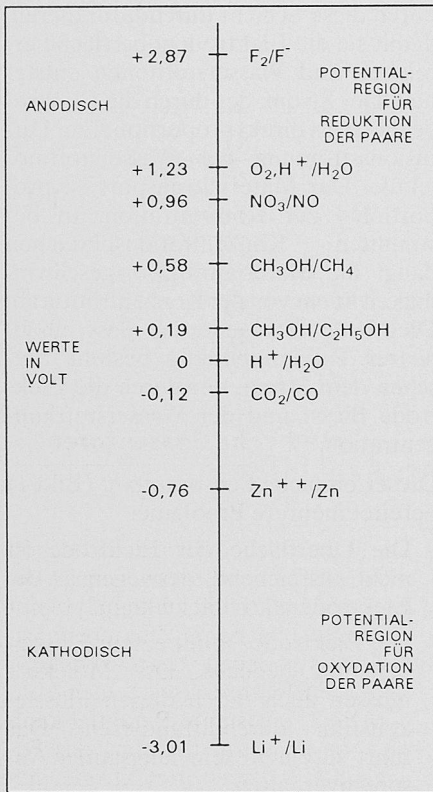 +2,87 F₂/F⁻
POTENTIAL-
REGION
FÜR
REDUKTION
DER PAARE
ANODISCH
+1,23 O₂,H⁺/H₂O
+0,96 NO₃/NO
+0,58 CH₃OH/CH₄
+0,19 CH₃OH/C₂H₅OH
WERTE
IN
VOLT
0 H⁺/H₂O
-0,12 CO₂/CO
-0,76 Zn⁺⁺/Zn
POTENTIAL-
REGION
FÜR
OXYDATION
DER PAARE
KATHODISCH
-3,01 Li⁺/Li